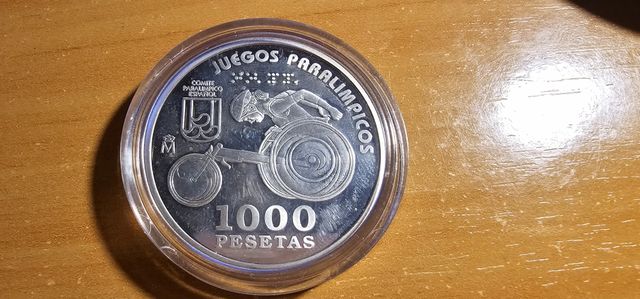 JUEGOS PARALIMPICOS
COMITE
PARALIMPICO
ESPAÑOL
M
1000
PESETAS